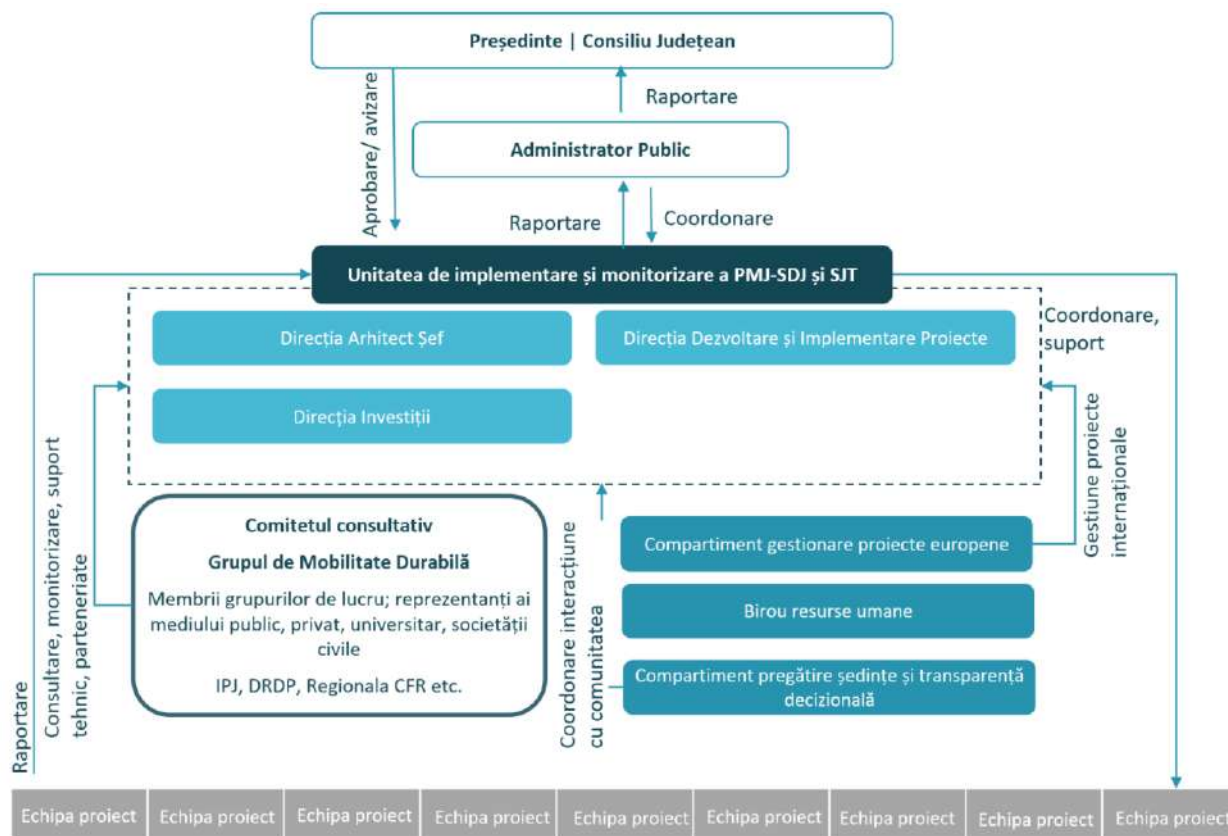 Președinte | Consiliu Județean
Raportare
Aprobare/ avizare
Administrator Public
Raportare
Coordonare
Unitatea de implementare și monitorizare a PMJ-SDJ și SJT
Direcția Arhitect Șef
Direcția Dezvoltare și Implementare Proiecte
Coordonare,
suport
Direcția Investiții
Raportare
Consultare, monitorizare, suport
tehnic, parteneriate
Comitetul consultativ
Grupul de Mobilitate Durabilă
Membrii grupurilor de lucru; reprezentanți ai
mediului public, privat, universitar, societății
civile
IPJ, DRDP, Regionala CFR etc.
Coordonare interacțiune
cu comunitatea
Compartiment gestionare proiecte europene
Birou resurse umane
Compartiment pregătire ședințe și transparență
decizională
Gestiune proiecte
internaționale
Echipa proiect
Echipa proiect
Echipa proiect
Echipa proiect
Echipa proiect
Echipa proiect
Echipa proiect
Echipa proiect
Echipa proiect